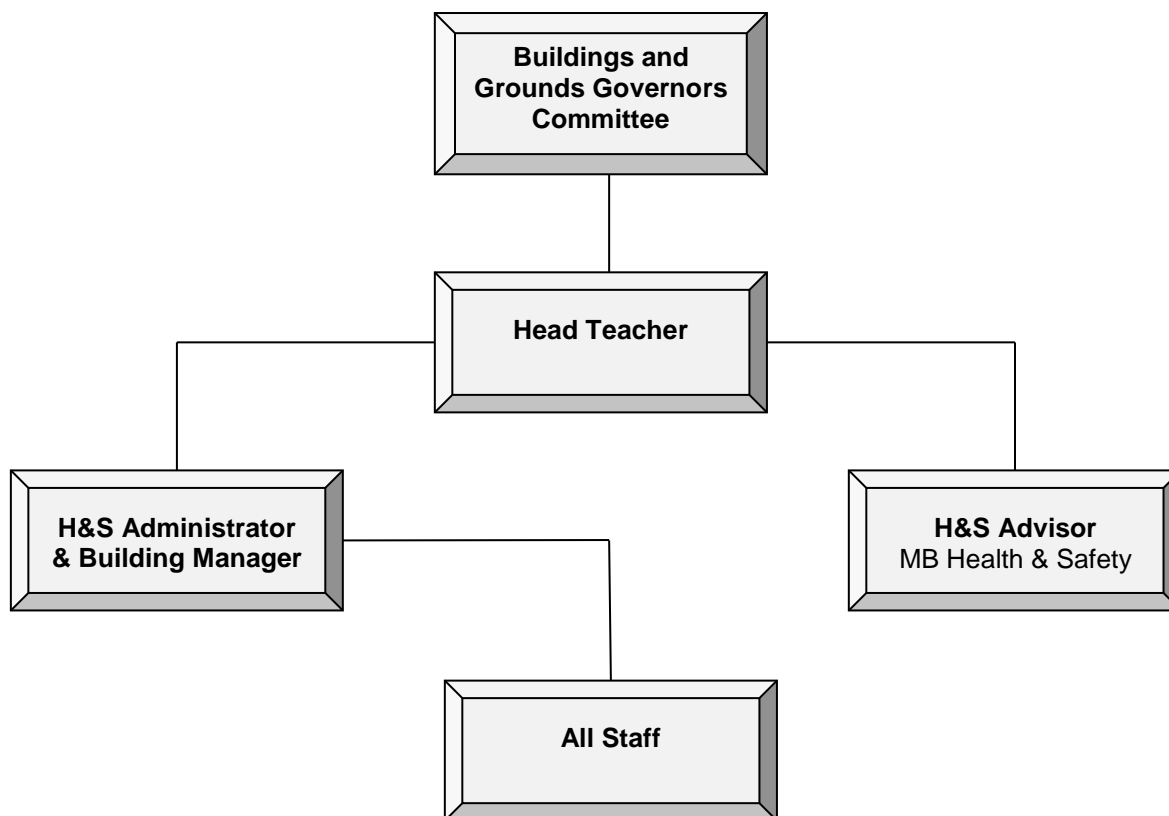 Buildings and
Grounds Governors
Committee
Head Teacher
H&S Administrator
& Building Manager
H&S Advisor
MB Health & Safety
All Staff